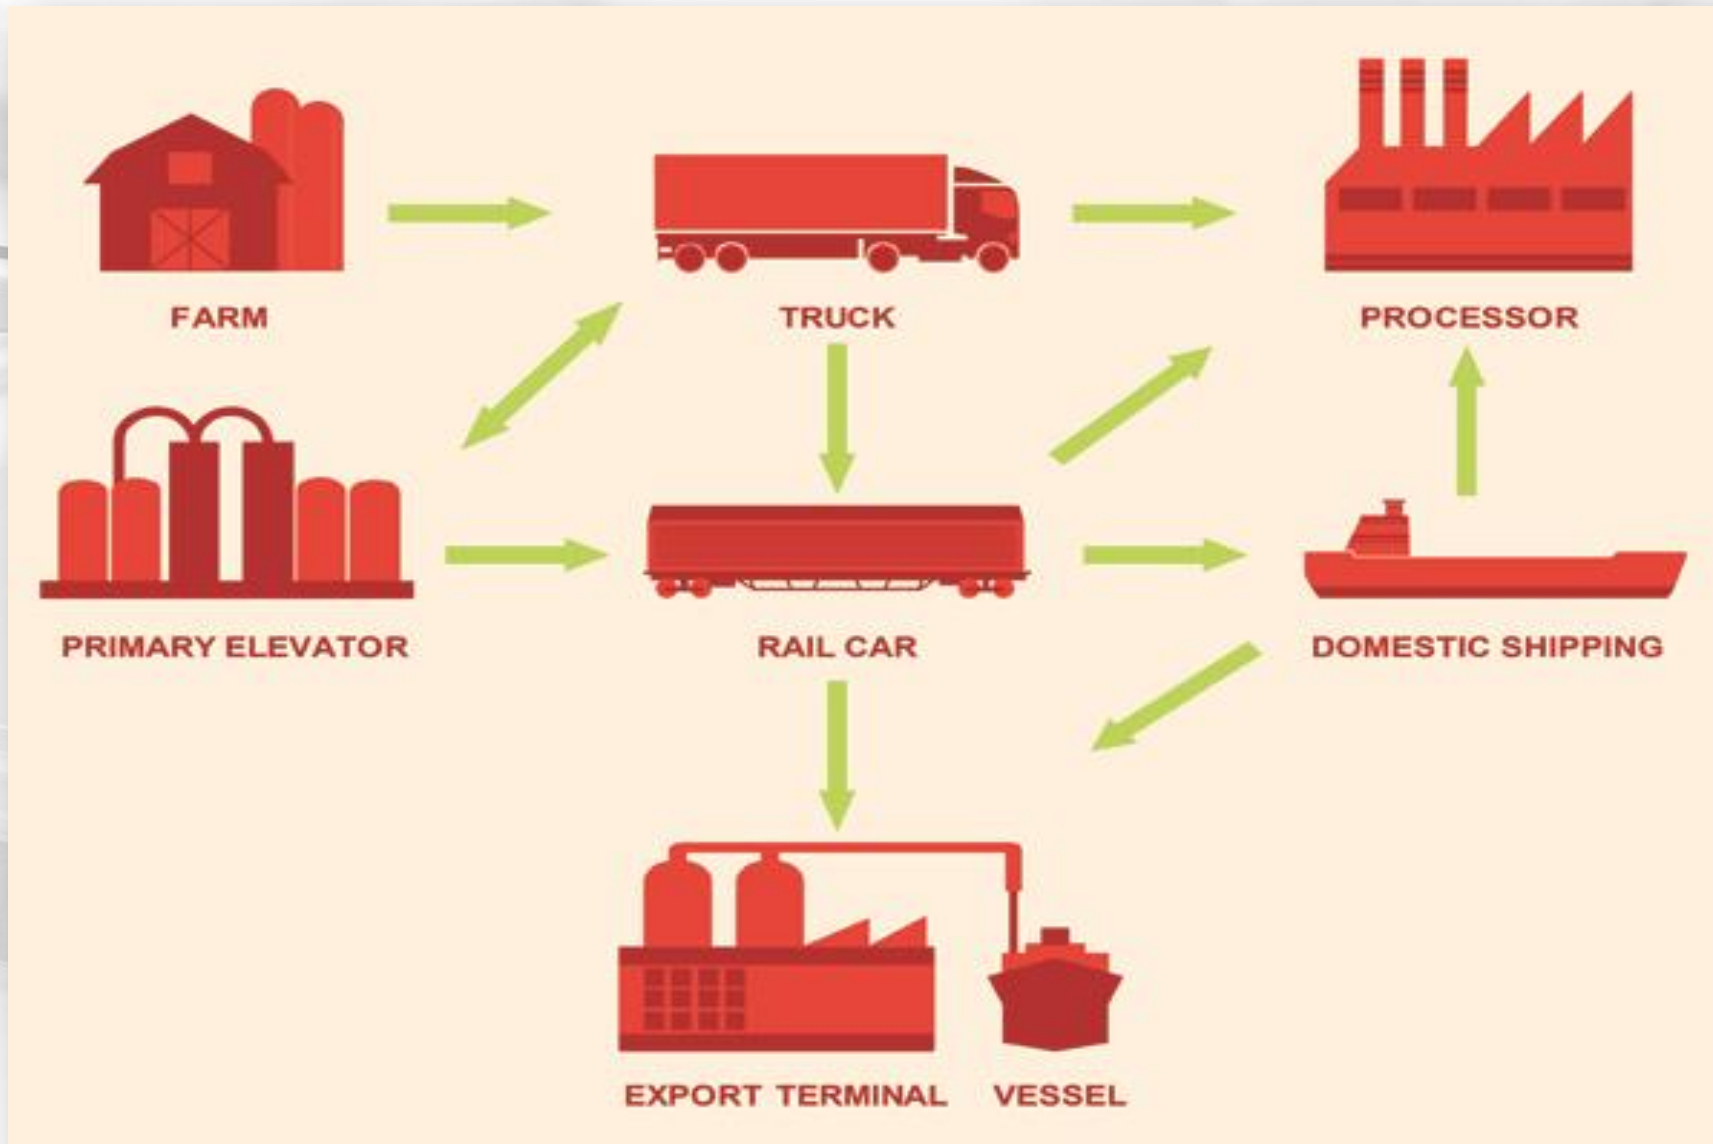 FARM
TRUCK
PROCESSOR
PRIMARY ELEVATOR
RAIL CAR
DOMESTIC SHIPPING
EXPORT TERMINAL
VESSEL